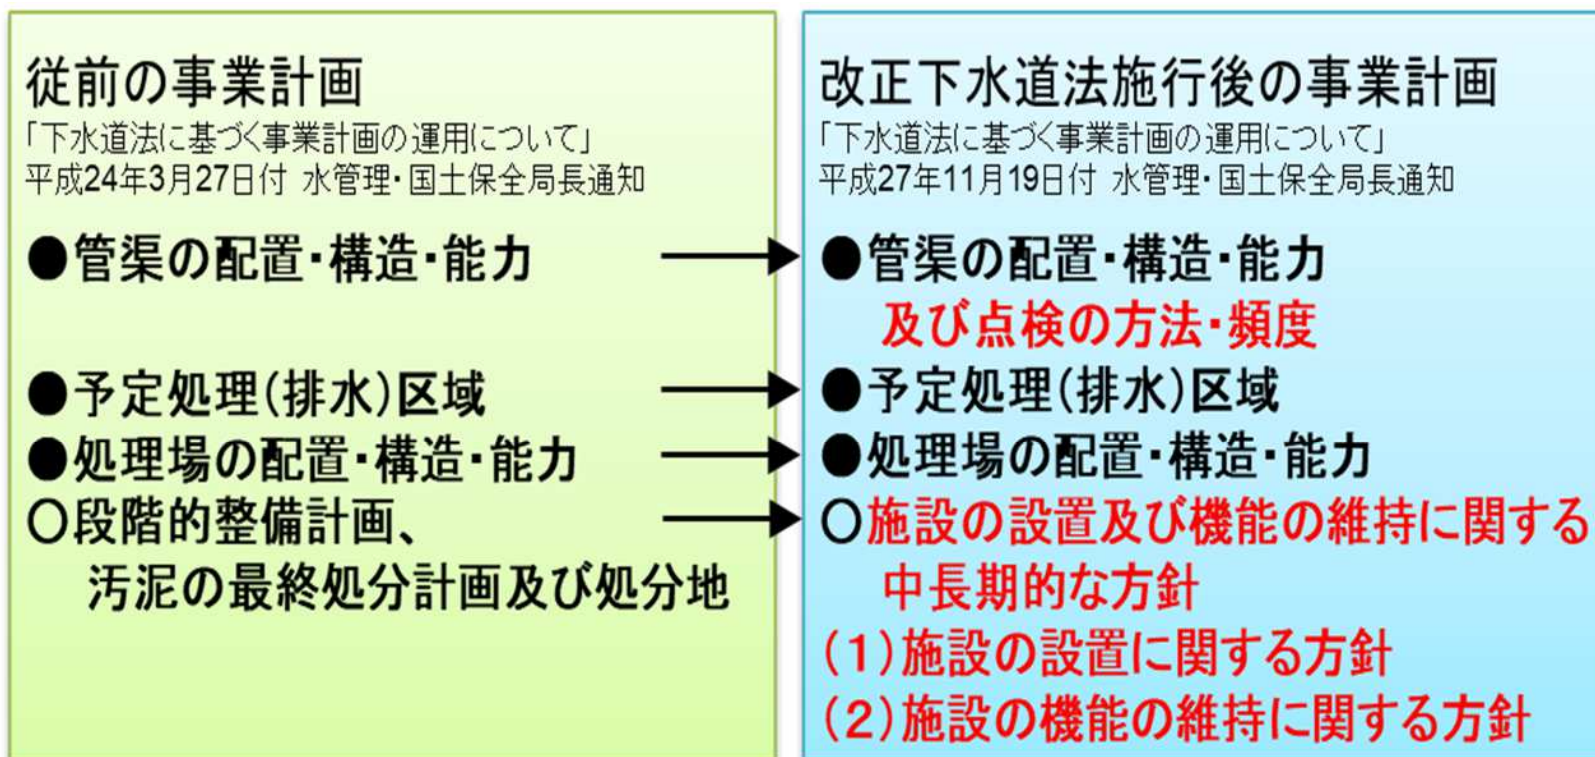 従前の事業計画
「下水道法に基づく事業計画の運用について」
平成24年3月27日付 水管理・国土保全局長通知
●管渠の配置・構造・能力
●予定処理(排水)区域
●処理場の配置・構造・能力
○段階的整備計画、
汚泥の最終処分計画及び処分地
改正下水道法施行後の事業計画
「下水道法に基づく事業計画の運用について」
平成27年11月19日付 水管理・国土保全局長通知
●管渠の配置・構造・能力
及び点検の方法・頻度
●予定処理(排水)区域
●処理場の配置・構造・能力
○施設の設置及び機能の維持に関する
中長期的な方針
(1)施設の設置に関する方針
(2)施設の機能の維持に関する方針